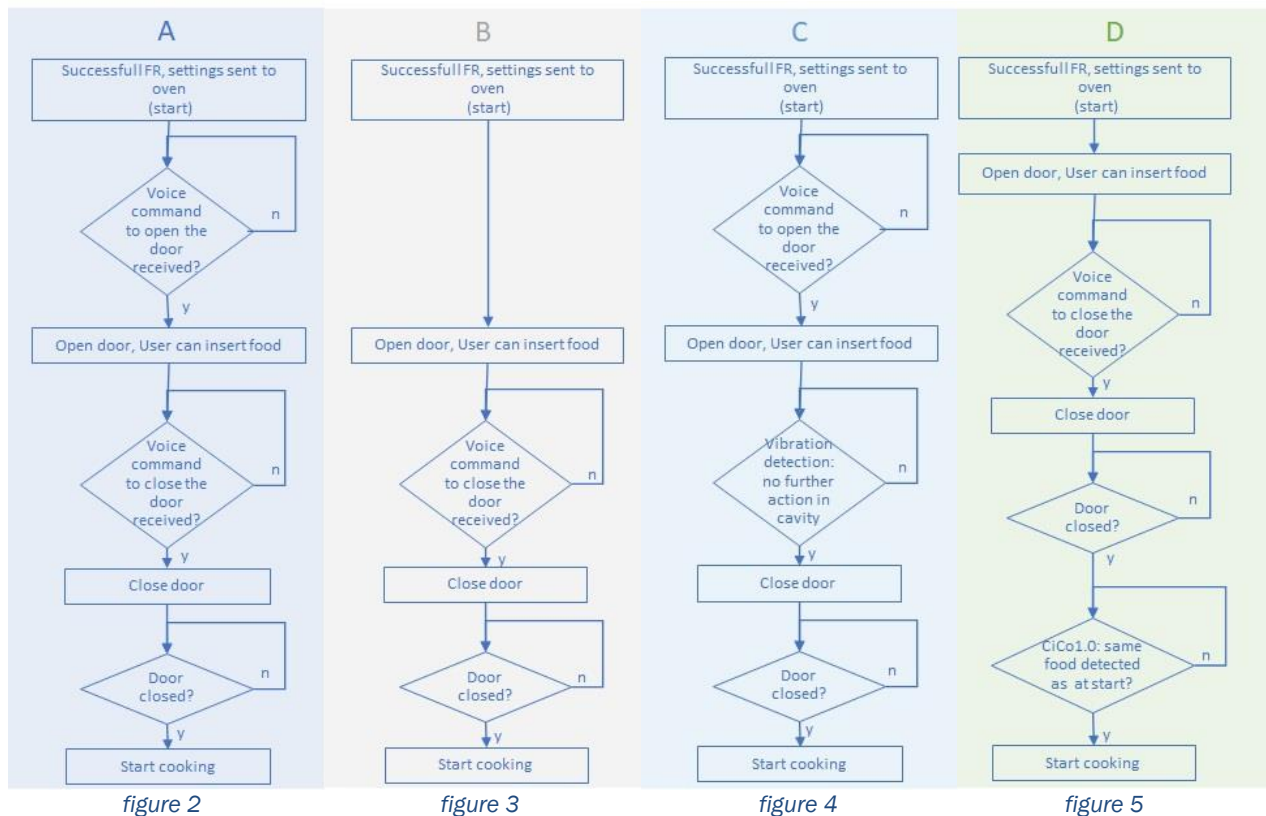 A
Successfull FR, settings sent to
oven
(start)
Voice
command
to open the
door
received?
n
y
Open door, User can insert food
Voice
command
to close the
door
received?
n
y
Close door
Door
closed?
n
y
Start cooking
figure 2
B
Successfull FR, settings sent to
oven
(start)
Open door, User can insert food
Voice
command
to close the
door
received?
n
y
Close door
Door
closed?
n
y
Start cooking
figure 3
C
Successfull FR, settings sent to
oven
(start)
Voice
command
to open the
door
received?
n
y
Open door, User can insert food
Vibration
detection:
no further
action in
cavity
n
y
Close door
Door
closed?
n
y
Start cooking
figure 4
D
Successfull FR, settings sent to
oven
(start)
Open door, User can insert food
Voice
command
to close the
door
received?
n
y
Close door
Door
closed?
n
y
CiCo1.0: same
food detected
as at start?
n
y
Start cooking
figure 5